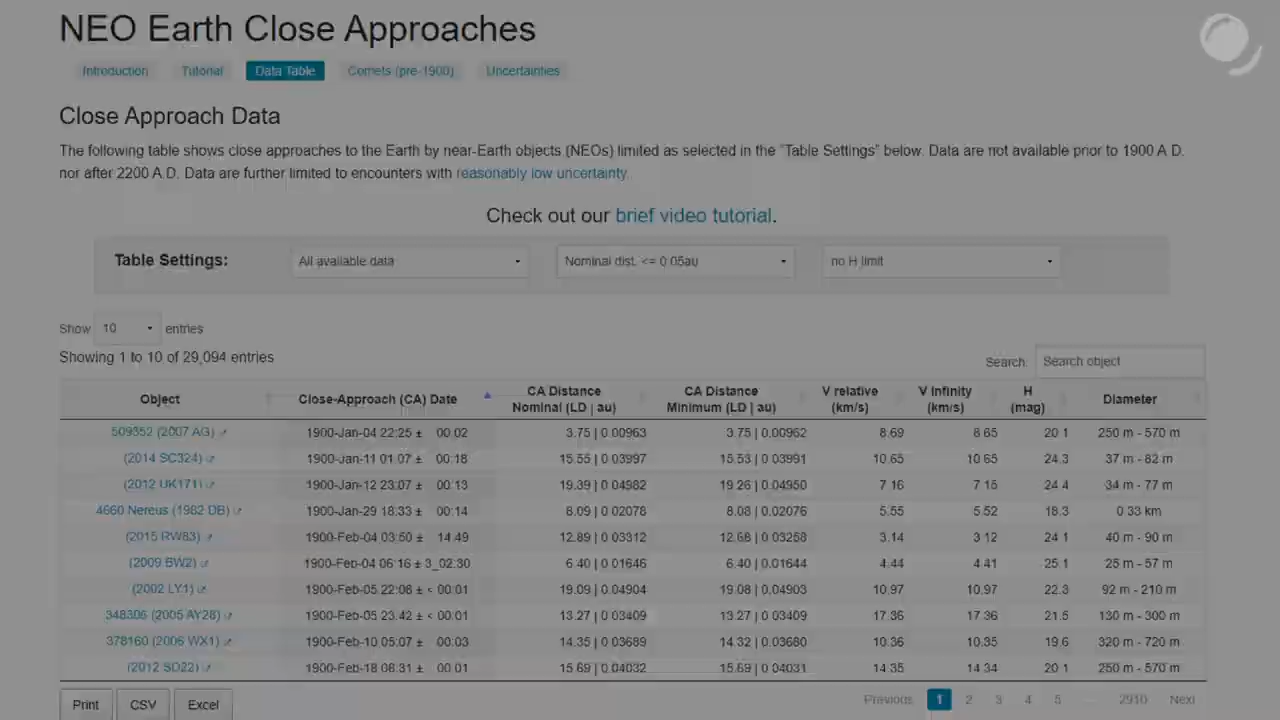 NEO Earth Close Approaches
Introduction Tutorial Data Table Comets (pre-1900) Uncertainties
Close Approach Data
The following table shows close approaches to the Earth by near-Earth objects (NEOs) limited as selected in the "Table Settings" below. Data are not available prior to 1900 A.D.
nor after 2200 A.D. Data are further limited to encounters with reasonably low uncertainty.
Check out our brief video tutorial.
Table Settings: All available data Nominal dist. <= 0.05au no H limit
Show 10 entries
Showing 1 to 10 of 29,094 entries
Search: Search object
Object Close-Approach (CA) Date CA Distance Nominal (LD | au) CA Distance Minimum (LD | au) V relative (km/s) V infinity (km/s) H (mag) Diameter
509352 (2007 AG) 1900-Jan-04 22:25 ± 00:02 3.75 | 0.00963 3.75 | 0.00962 8.69 8.65 20.1 250 m - 570 m
(2014 SC324) 1900-Jan-11 01:07 ± 00:18 15.55 | 0.03997 15.53 | 0.03991 10.65 10.65 24.3 37 m - 82 m
(2012 UK171) 1900-Jan-12 23:07 ± 00:13 19.39 | 0.04982 19.26 | 0.04950 7.16 7.15 24.4 34 m - 77 m
4660 Nereus (1982 DB) 1900-Jan-29 18:33 ± 00:14 8.09 | 0.02078 8.08 | 0.02076 5.55 5.52 18.3 0.33 km
(2015 RW83) 1900-Feb-04 03:50 ± 14:49 12.89 | 0.03312 12.68 | 0.03258 3.14 3.12 24.1 40 m - 90 m
(2009 BW2) 1900-Feb-04 06:16 ± 3_02:30 6.40 | 0.01646 6.40 | 0.01644 4.44 4.41 25.1 25 m - 57 m
(2002 LY1) 1900-Feb-05 22:08 ± < 00:01 19.09 | 0.04904 19.08 | 0.04903 10.97 10.97 22.3 92 m - 210 m
348306 (2005 AY28) 1900-Feb-05 23:42 ± < 00:01 13.27 | 0.03409 13.27 | 0.03409 17.36 17.36 21.5 130 m - 300 m
378160 (2006 WX1) 1900-Feb-10 05:07 ± 00:03 14.35 | 0.03689 14.32 | 0.03680 10.36 10.35 19.6 320 m - 720 m
(2012 SO22) 1900-Feb-18 08:31 ± 00:01 15.69 | 0.04032 15.69 | 0.04031 14.35 14.34 20.1 250 m - 570 m
Print CSV Excel Previous 1 2 3 4 5 … 2910 Next